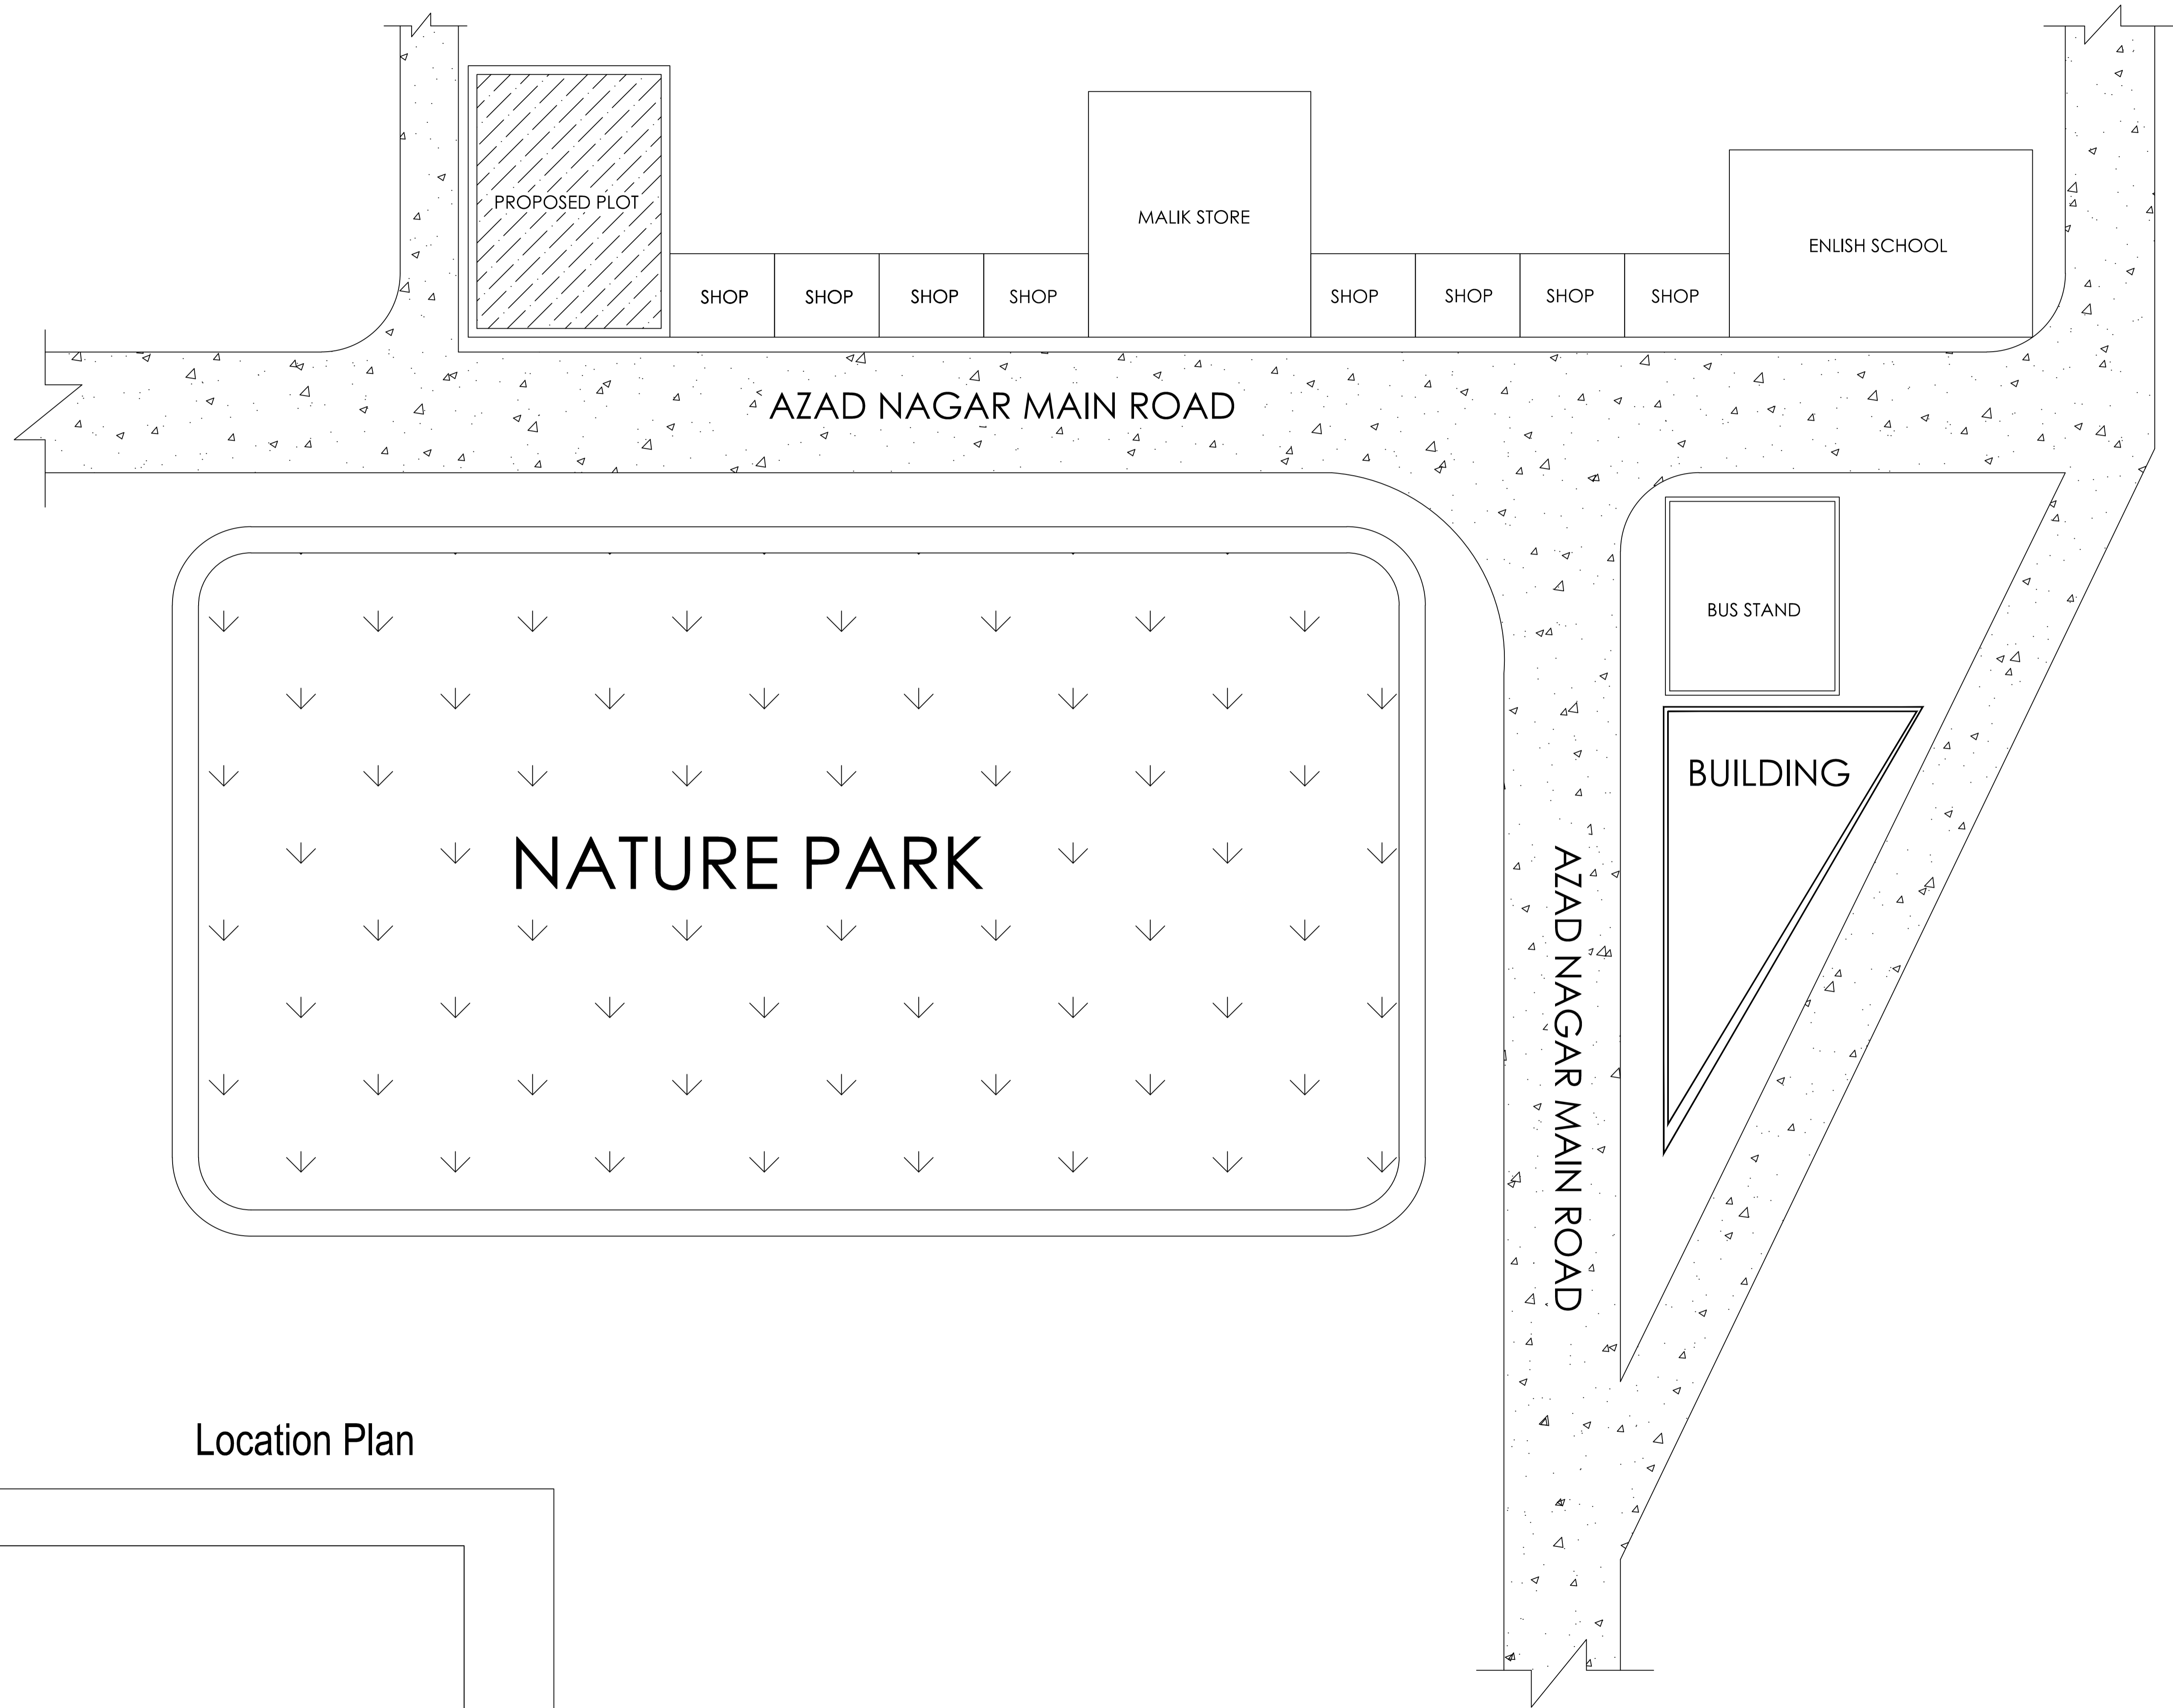 PROPOSED PLOT
MALIK STORE
ENLISH SCHOOL
SHOP
SHOP
SHOP
SHOP
SHOP
SHOP
SHOP
SHOP
AZAD NAGAR MAIN ROAD
BUS STAND
BUILDING
NATURE PARK
AZAD NAGAR MAIN ROAD
Location Plan